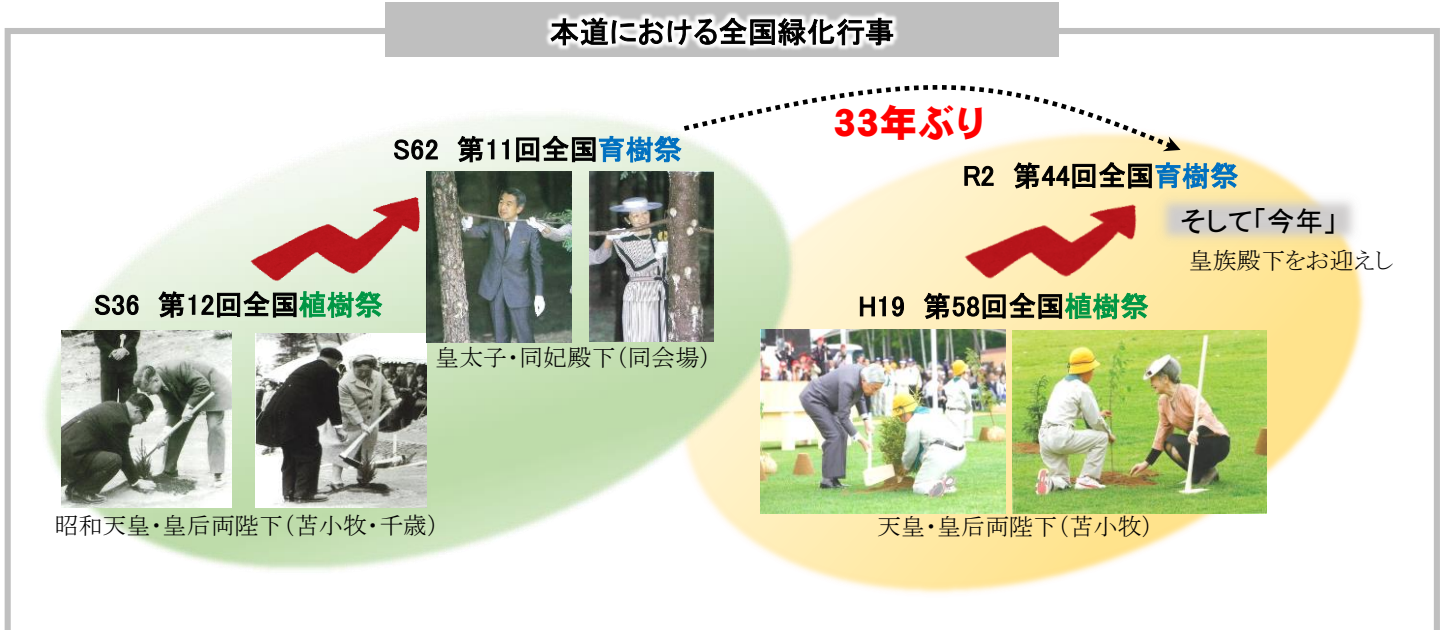 本道における全国緑化行事
33年ぶり
S62 第11回全国育樹祭
R2 第44回全国育樹祭
そして「今年」
皇族殿下をお迎えし
S36 第12回全国植樹祭
H19 第58回全国植樹祭
皇太子・同妃殿下(同会場)
昭和天皇・皇后両陛下(苫小牧・千歳)
天皇・皇后両陛下(苫小牧)